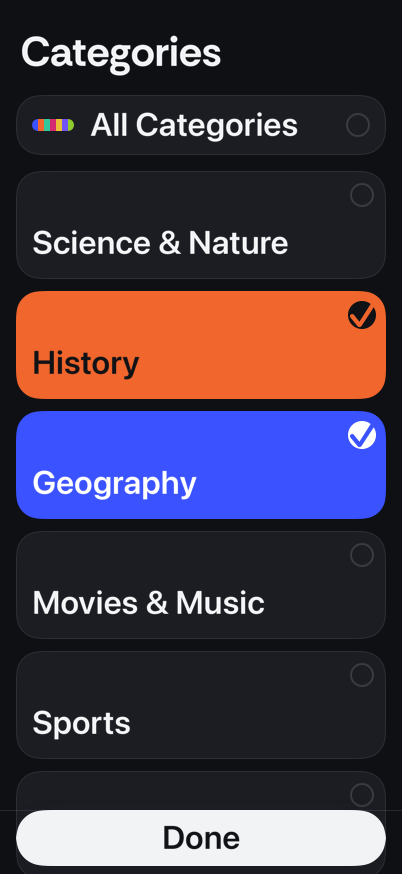 Categories
All Categories
Science & Nature
History
Geography
Movies & Music
Sports
Done